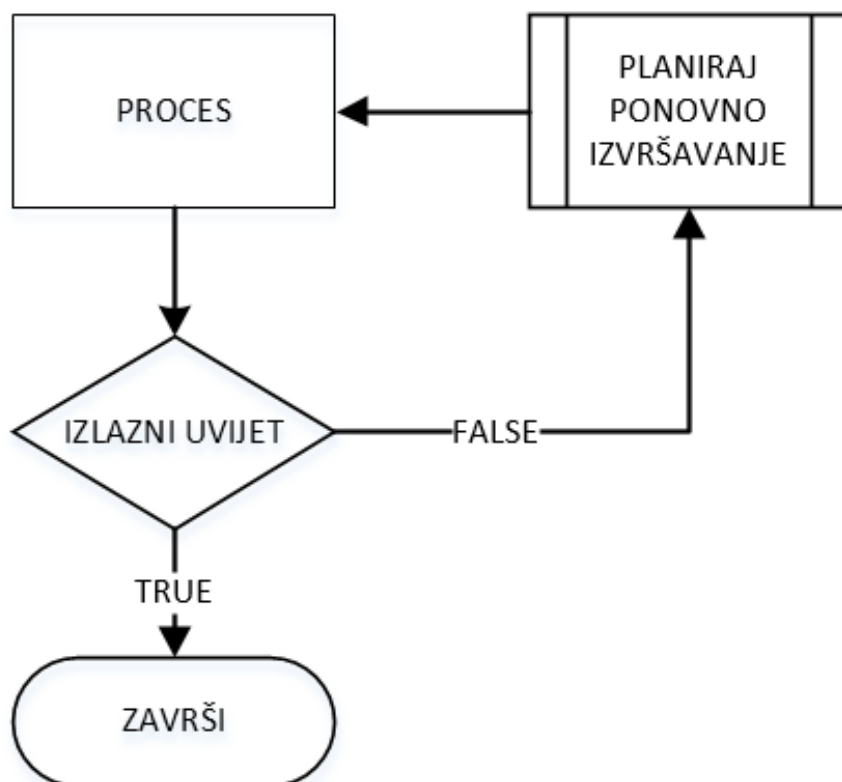 PROCES
PLANIRAJ
PONOVNO
IZVRŠAVANJE
IZLAZNI UVIJET
FALSE
TRUE
ZAVRŠI